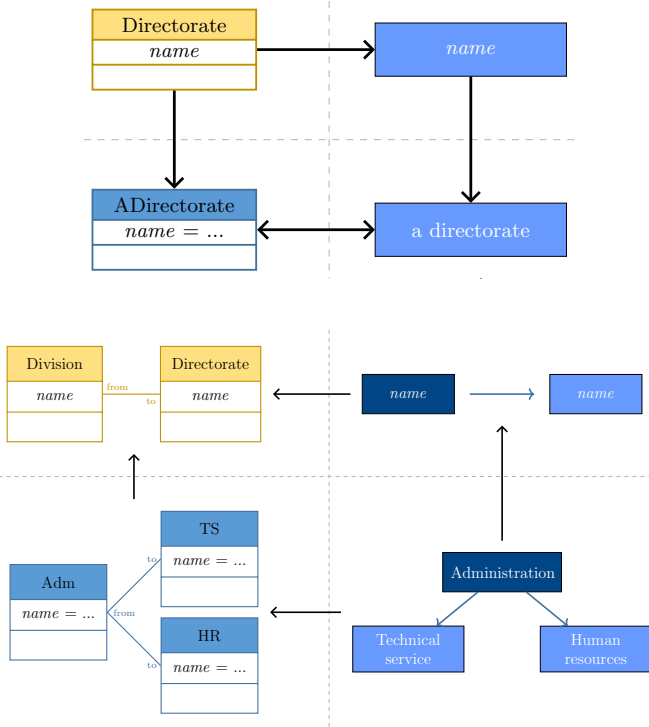 Directorate
name
name
ADirectorate
name = ...
a directorate
Division
Directorate
name
from
to
name
name
name
TS
name = ...
Adm
name = ...
to
from
to
HR
name = ...
Administration
Technical
service
Human
resources